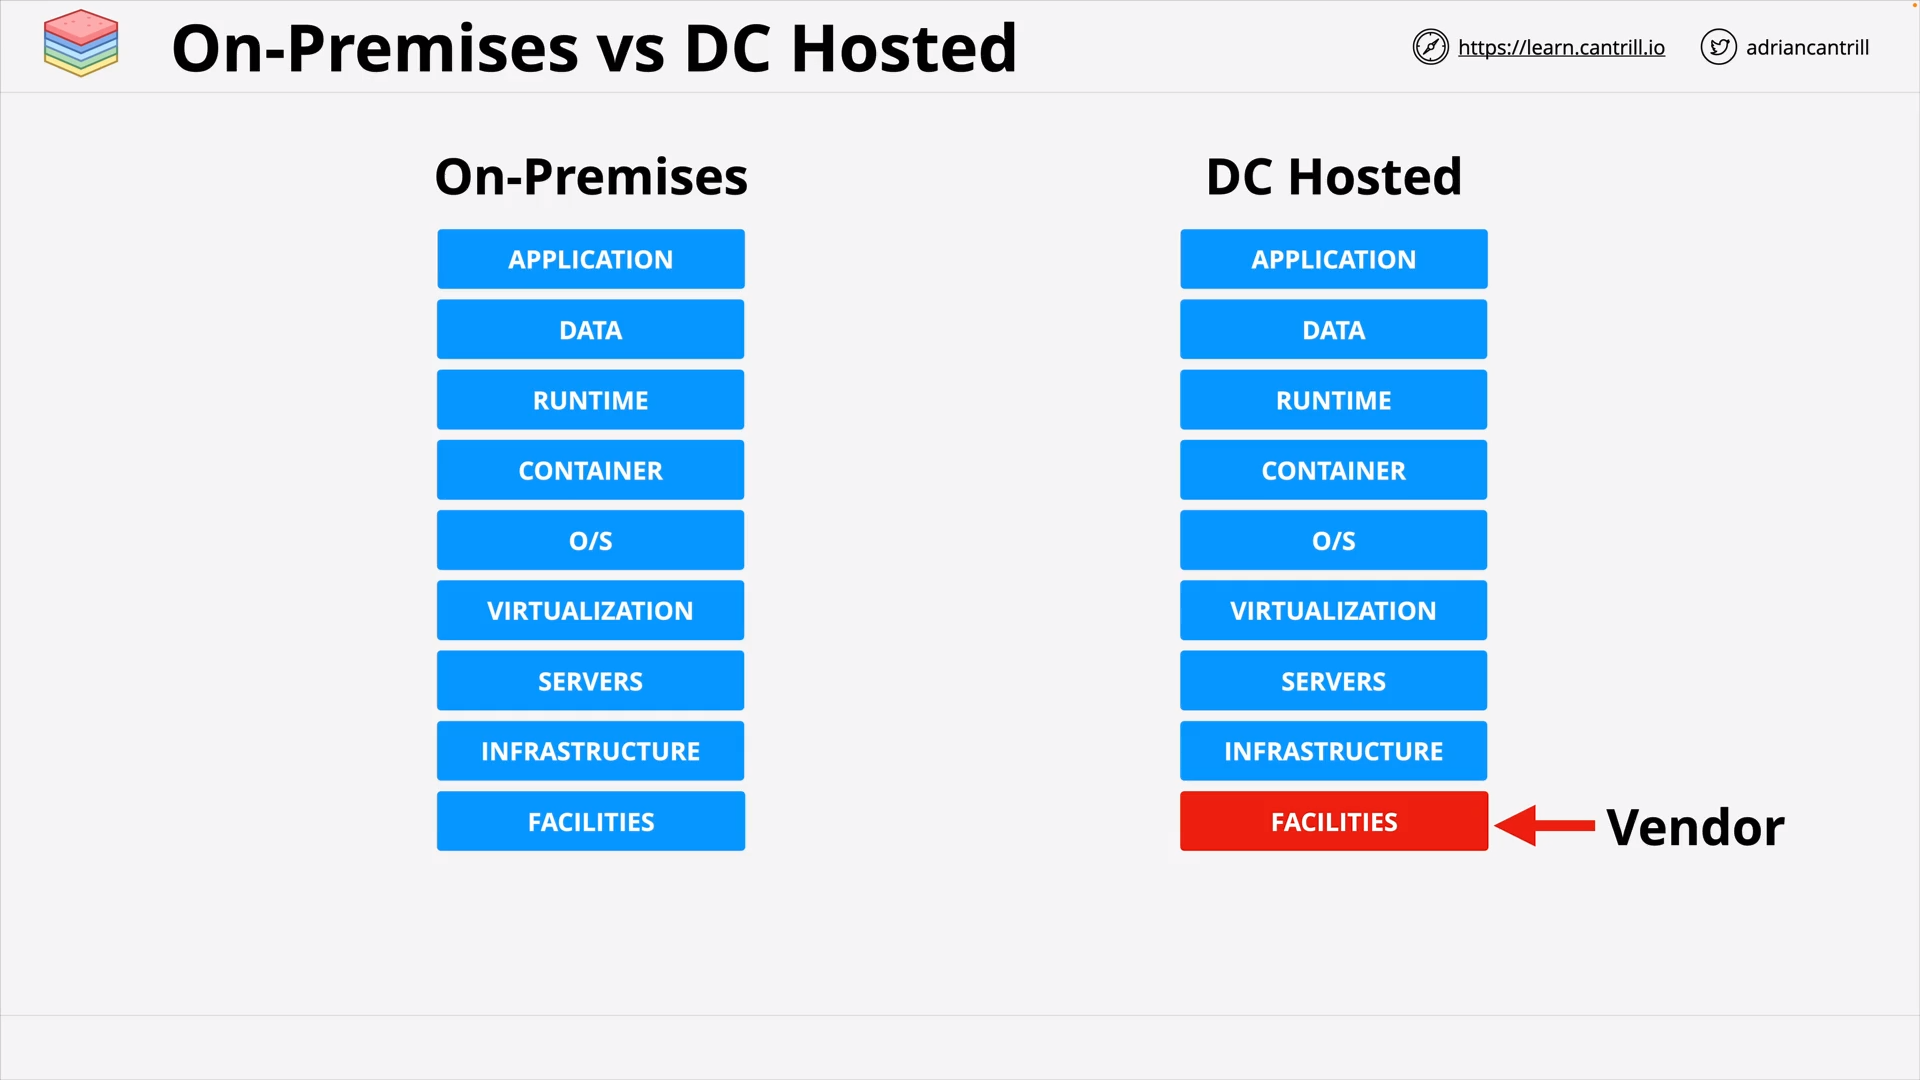 On-Premises vs DC Hosted
https://learn.cantrill.io
adriancantrill
On-Premises
APPLICATION
DATA
RUNTIME
CONTAINER
O/S
VIRTUALIZATION
SERVERS
INFRASTRUCTURE
FACILITIES
DC Hosted
APPLICATION
DATA
RUNTIME
CONTAINER
O/S
VIRTUALIZATION
SERVERS
INFRASTRUCTURE
FACILITIES
Vendor